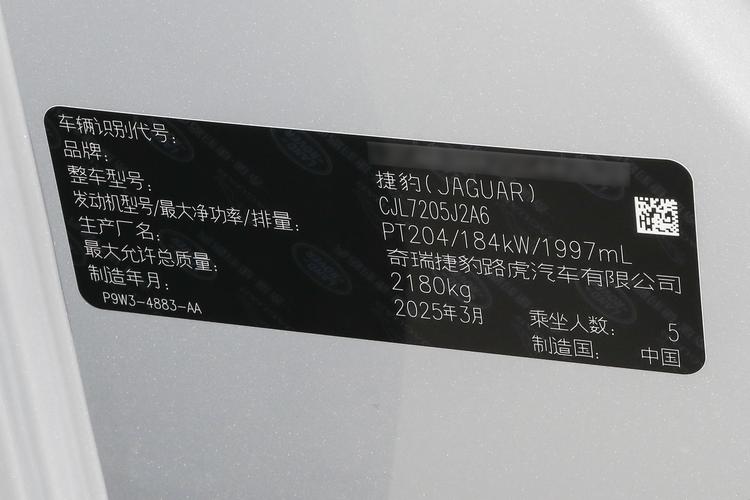 车辆识别代号:
品牌: 捷豹(JAGUAR)
整车型号: CJL7205J2A6
发动机型号/最大净功率/排量: PT204/184kW/1997mL
生产厂名: 奇瑞捷豹路虎汽车有限公司
最大允许总质量: 2180kg
制造年月: 2025年3月 乘坐人数: 5
P9W3-4883-AA 制造国: 中国